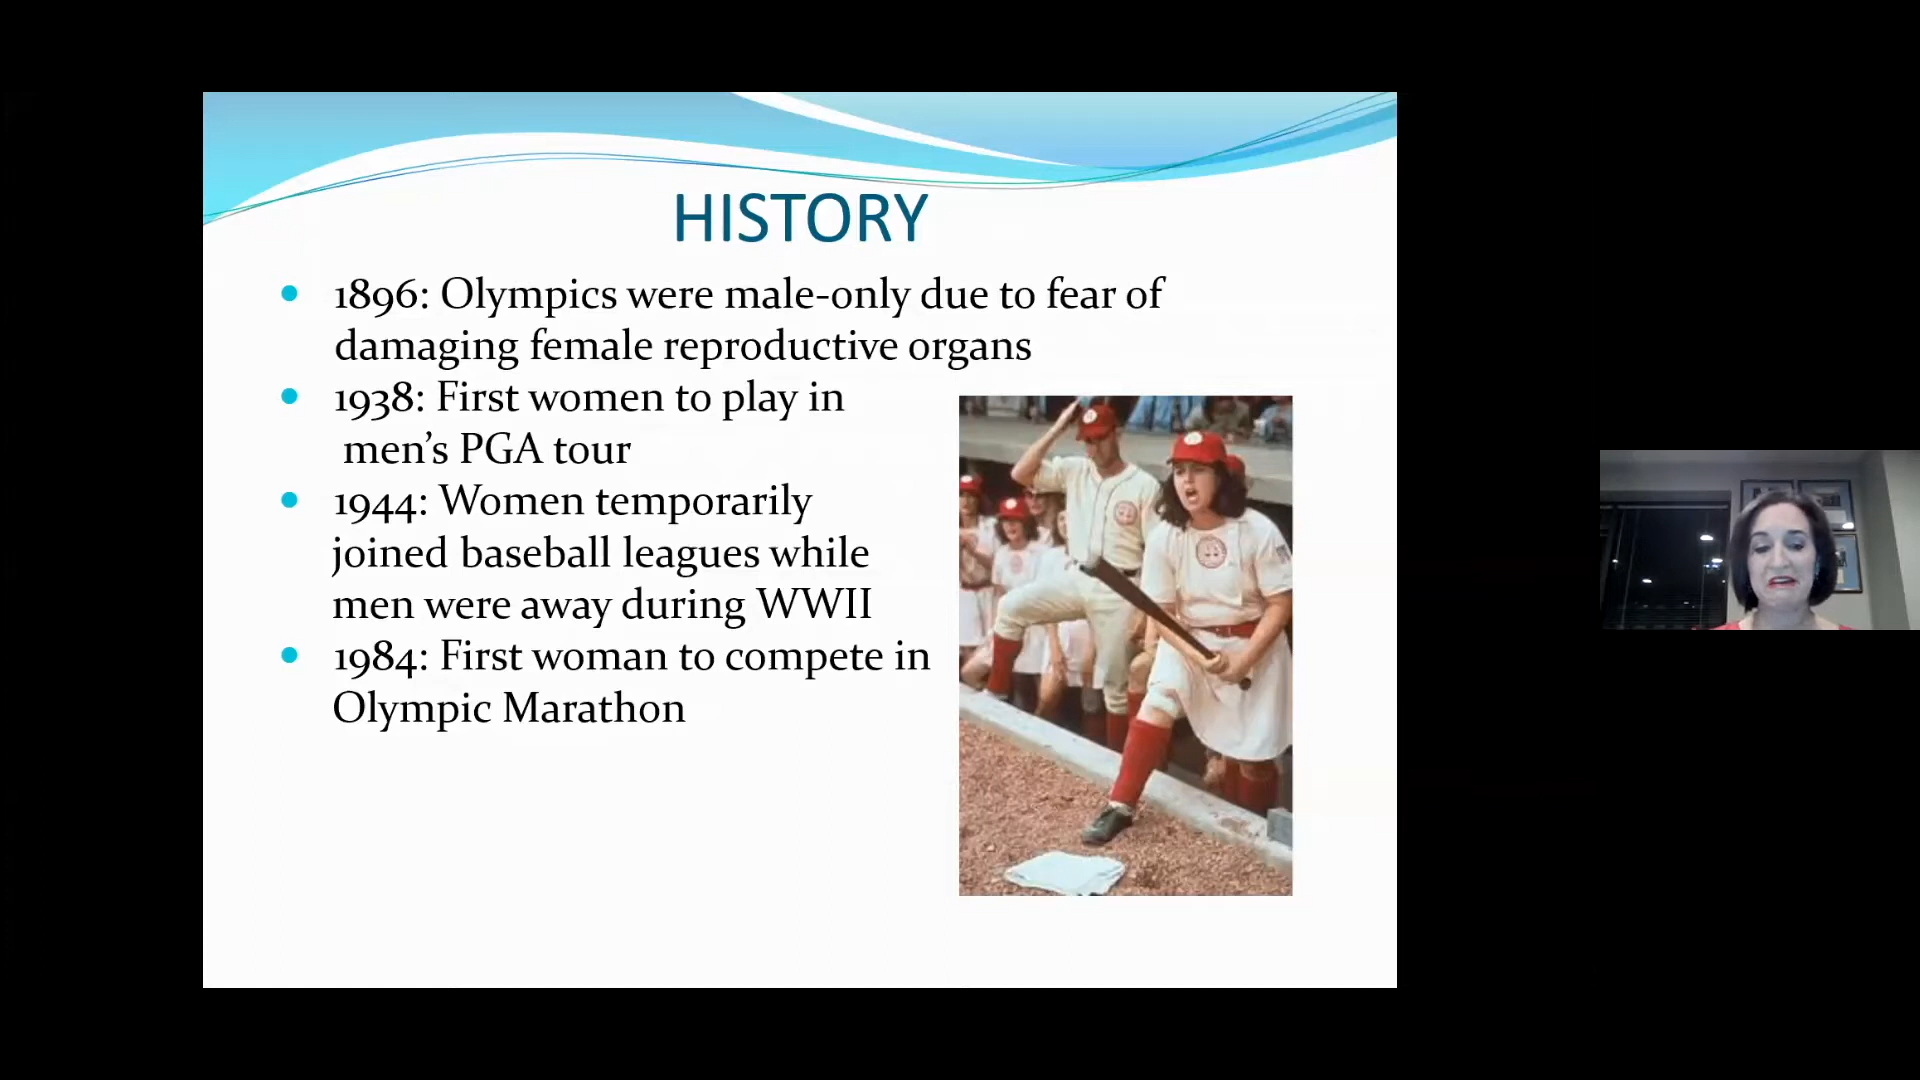 HISTORY
1896: Olympics were male-only due to fear of
damaging female reproductive organs
1938: First women to play in
men’s PGA tour
1944: Women temporarily
joined baseball leagues while
men were away during WWII
1984: First woman to compete in
Olympic Marathon